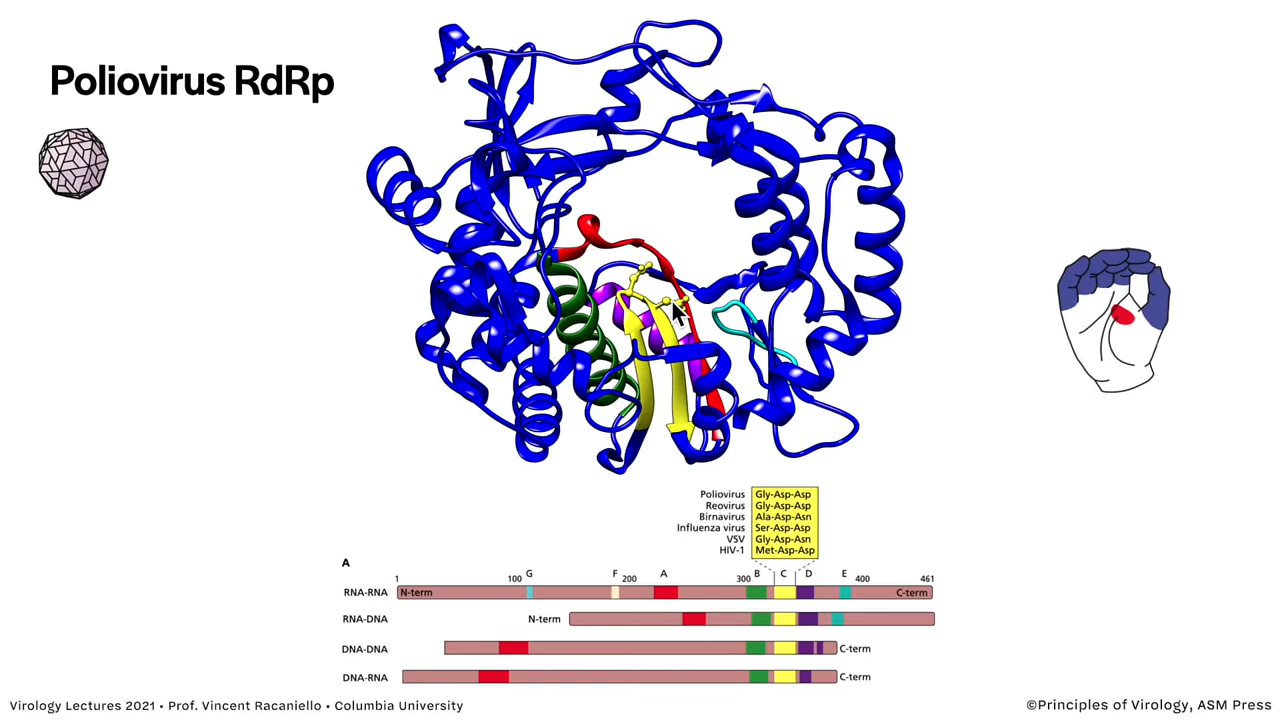 Poliovirus RdRp
Poliovirus Gly-Asp-Asp
Reovirus Gly-Asp-Asp
Birnavirus Ala-Asp-Asn
Influenza virus Ser-Asp-Asp
VSV Gly-Asp-Asn
HIV-1 Met-Asp-Asp
A
1 100 G F 200 A 300 B C D E 400 461
RNA-RNA N-term C-term
RNA-DNA N-term
DNA-DNA C-term
DNA-RNA C-term
Virology Lectures 2021 • Prof. Vincent Racaniello • Columbia University
©Principles of Virology, ASM Press